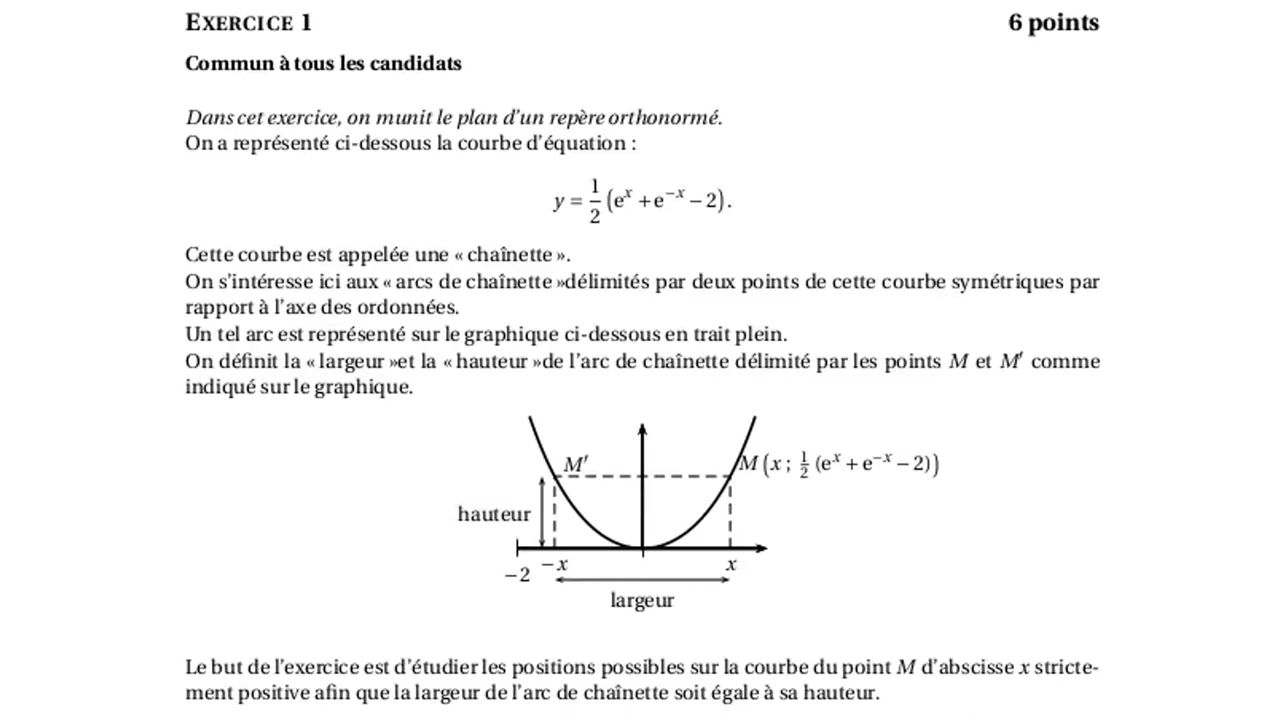 EXERCICE 1 6 points
Commun à tous les candidats
Dans cet exercice, on munit le plan d'un repère orthonormé.
On a représenté ci-dessous la courbe d'équation :
y = 1/2 (eˣ + e⁻ˣ − 2).
Cette courbe est appelée une « chaînette ».
On s'intéresse ici aux « arcs de chaînette »délimités par deux points de cette courbe symétriques par
rapport à l'axe des ordonnées.
Un tel arc est représenté sur le graphique ci-dessous en trait plein.
On définit la « largeur »et la « hauteur »de l'arc de chaînette délimité par les points M et M′ comme
indiqué sur le graphique.
M′ M (x ; 1/2 (eˣ + e⁻ˣ − 2))
hauteur
−2 −x x
largeur
Le but de l'exercice est d'étudier les positions possibles sur la courbe du point M d'abscisse x stricte-
ment positive afin que la largeur de l'arc de chaînette soit égale à sa hauteur.